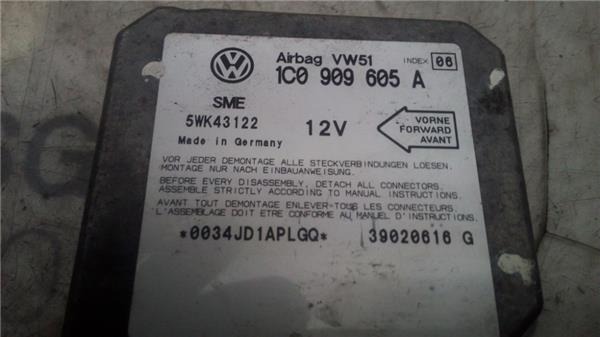 Airbag VW51 INDEX 06
1C0 909 605 A
SME
5WK43122
12V
VORNE
FORWARD
AVANT
Made in Germany
VOR JEDER DEMONTAGE ALLE STECKVERBINDUNGEN LOESEN.
MONTAGE NUR NACH EINBAUANWEISUNG.
BEFORE EVERY DISASSEMBLY, DETACH ALL CONNECTORS.
ASSEMBLE STRICTLY ACCORDING TO MANUAL INSTRUCTIONS.
AVANT TOUT DEMONTAGE ENLEVER TOUS LES CONNECTEURS.
L'ASSEMBLAGE DOIT ETRE CONFORME AU MANUEL D'INSTRUCTIONS.
*0034JD1APLGQ* 39020616 G